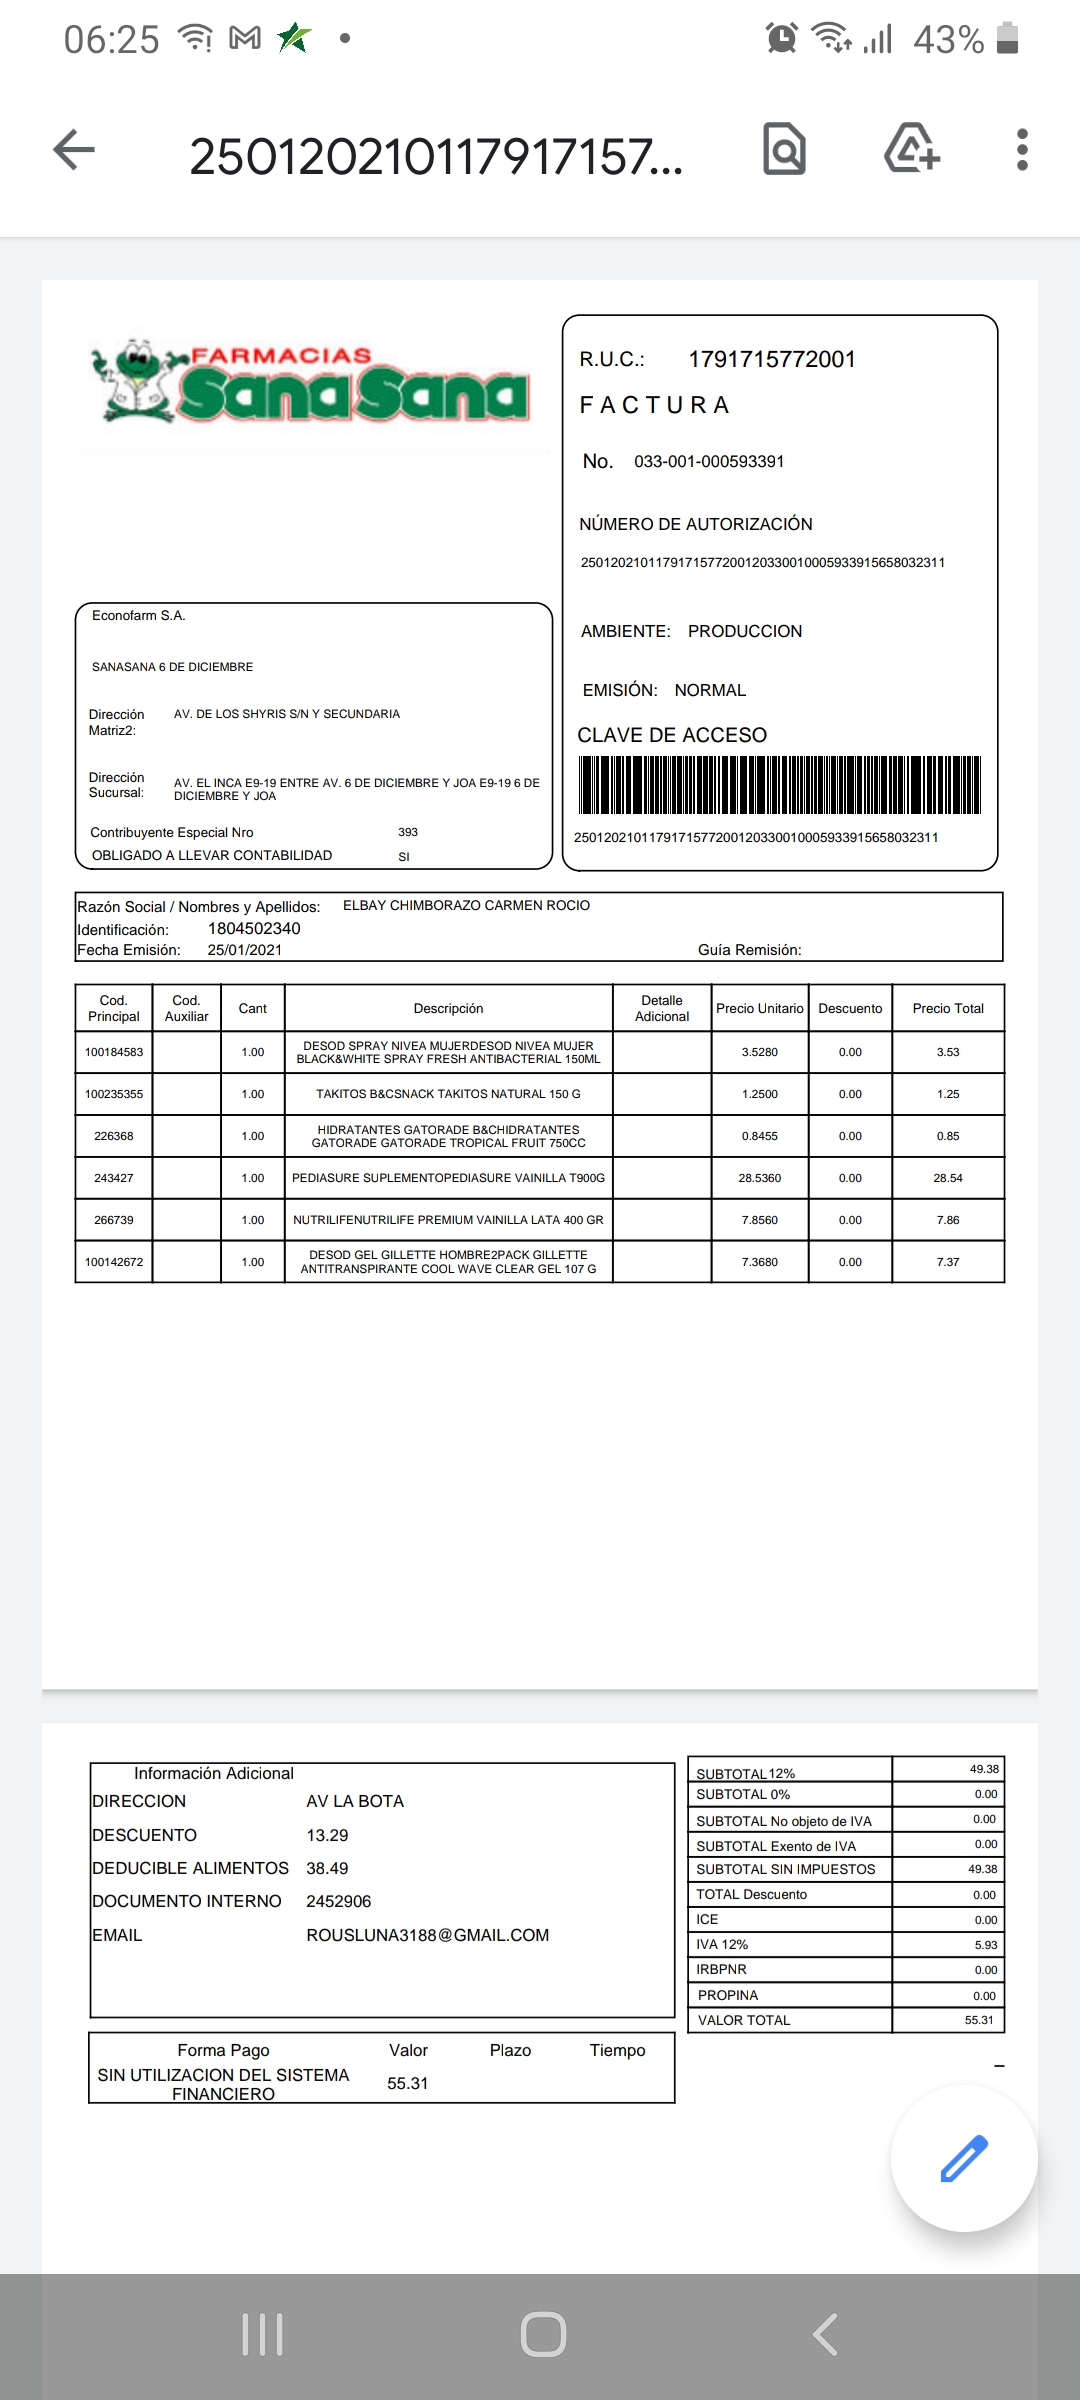 06:25
43%
250120210117917157...
FARMACIAS
SanaSana
R.U.C.: 1791715772001
FACTURA
No. 033-001-000593391
NÚMERO DE AUTORIZACIÓN
2501202101179171577200120330010005933915658032311
AMBIENTE: PRODUCCION
EMISIÓN: NORMAL
CLAVE DE ACCESO
2501202101179171577200120330010005933915658032311
Econofarm S.A.
SANASANA 6 DE DICIEMBRE
Dirección Matriz2: AV. DE LOS SHYRIS S/N Y SECUNDARIA
Dirección Sucursal: AV. EL INCA E9-19 ENTRE AV. 6 DE DICIEMBRE Y JOA E9-19 6 DE
DICIEMBRE Y JOA
Contribuyente Especial Nro 393
OBLIGADO A LLEVAR CONTABILIDAD SI
Razón Social / Nombres y Apellidos: ELBAY CHIMBORAZO CARMEN ROCIO
Identificación: 1804502340
Fecha Emisión: 25/01/2021 Guía Remisión:
Cod. Principal Cod. Auxiliar Cant Descripción Detalle Adicional Precio Unitario Descuento Precio Total
100184583 1.00 DESOD SPRAY NIVEA MUJERDESOD NIVEA MUJER BLACK&WHITE SPRAY FRESH ANTIBACTERIAL 150ML 3.5280 0.00 3.53
100235355 1.00 TAKITOS B&CSNACK TAKITOS NATURAL 150 G 1.2500 0.00 1.25
226368 1.00 HIDRATANTES GATORADE B&CHIDRATANTES GATORADE GATORADE TROPICAL FRUIT 750CC 0.8455 0.00 0.85
243427 1.00 PEDIASURE SUPLEMENTOPEDIASURE VAINILLA T900G 28.5360 0.00 28.54
266739 1.00 NUTRILIFENUTRILIFE PREMIUM VAINILLA LATA 400 GR 7.8560 0.00 7.86
100142672 1.00 DESOD GEL GILLETTE HOMBRE2PACK GILLETTE ANTITRANSPIRANTE COOL WAVE CLEAR GEL 107 G 7.3680 0.00 7.37
Información Adicional
DIRECCION AV LA BOTA
DESCUENTO 13.29
DEDUCIBLE ALIMENTOS 38.49
DOCUMENTO INTERNO 2452906
EMAIL ROUSLUNA3188@GMAIL.COM
Forma Pago Valor Plazo Tiempo
SIN UTILIZACION DEL SISTEMA FINANCIERO 55.31
SUBTOTAL 12% 49.38
SUBTOTAL 0% 0.00
SUBTOTAL No objeto de IVA 0.00
SUBTOTAL Exento de IVA 0.00
SUBTOTAL SIN IMPUESTOS 49.38
TOTAL Descuento 0.00
ICE 0.00
IVA 12% 5.93
IRBPNR 0.00
PROPINA 0.00
VALOR TOTAL 55.31